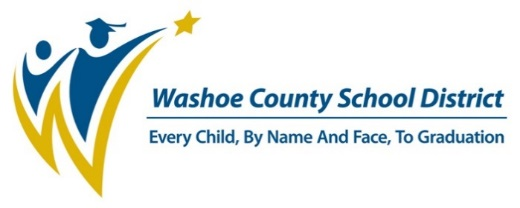 Washoe County School District
Every Child, By Name And Face, To Graduation